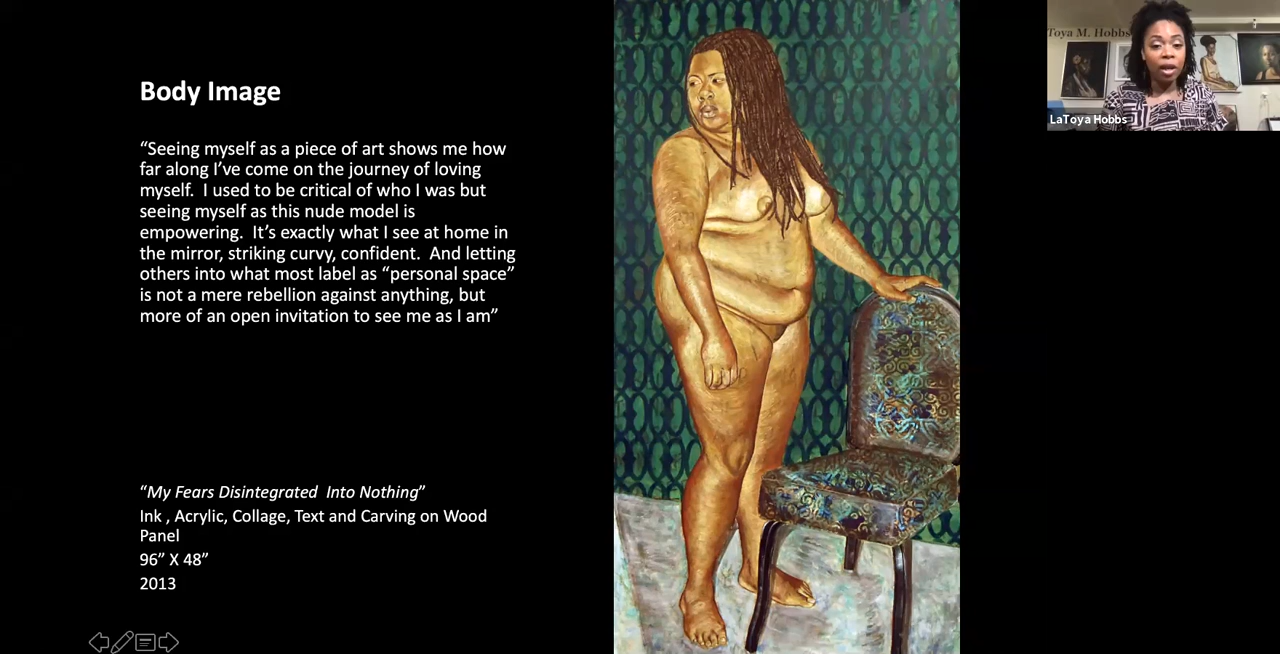 Body Image
“Seeing myself as a piece of art shows me how
far along I’ve come on the journey of loving
myself.  I used to be critical of who I was but
seeing myself as this nude model is
empowering.  It’s exactly what I see at home in
the mirror, striking curvy, confident.  And letting
others into what most label as “personal space”
is not a mere rebellion against anything, but
more of an open invitation to see me as I am”
“My Fears Disintegrated  Into Nothing”
Ink , Acrylic, Collage, Text and Carving on Wood
Panel
96” X 48”
2013
Toya M. Hobbs
LaToya Hobbs